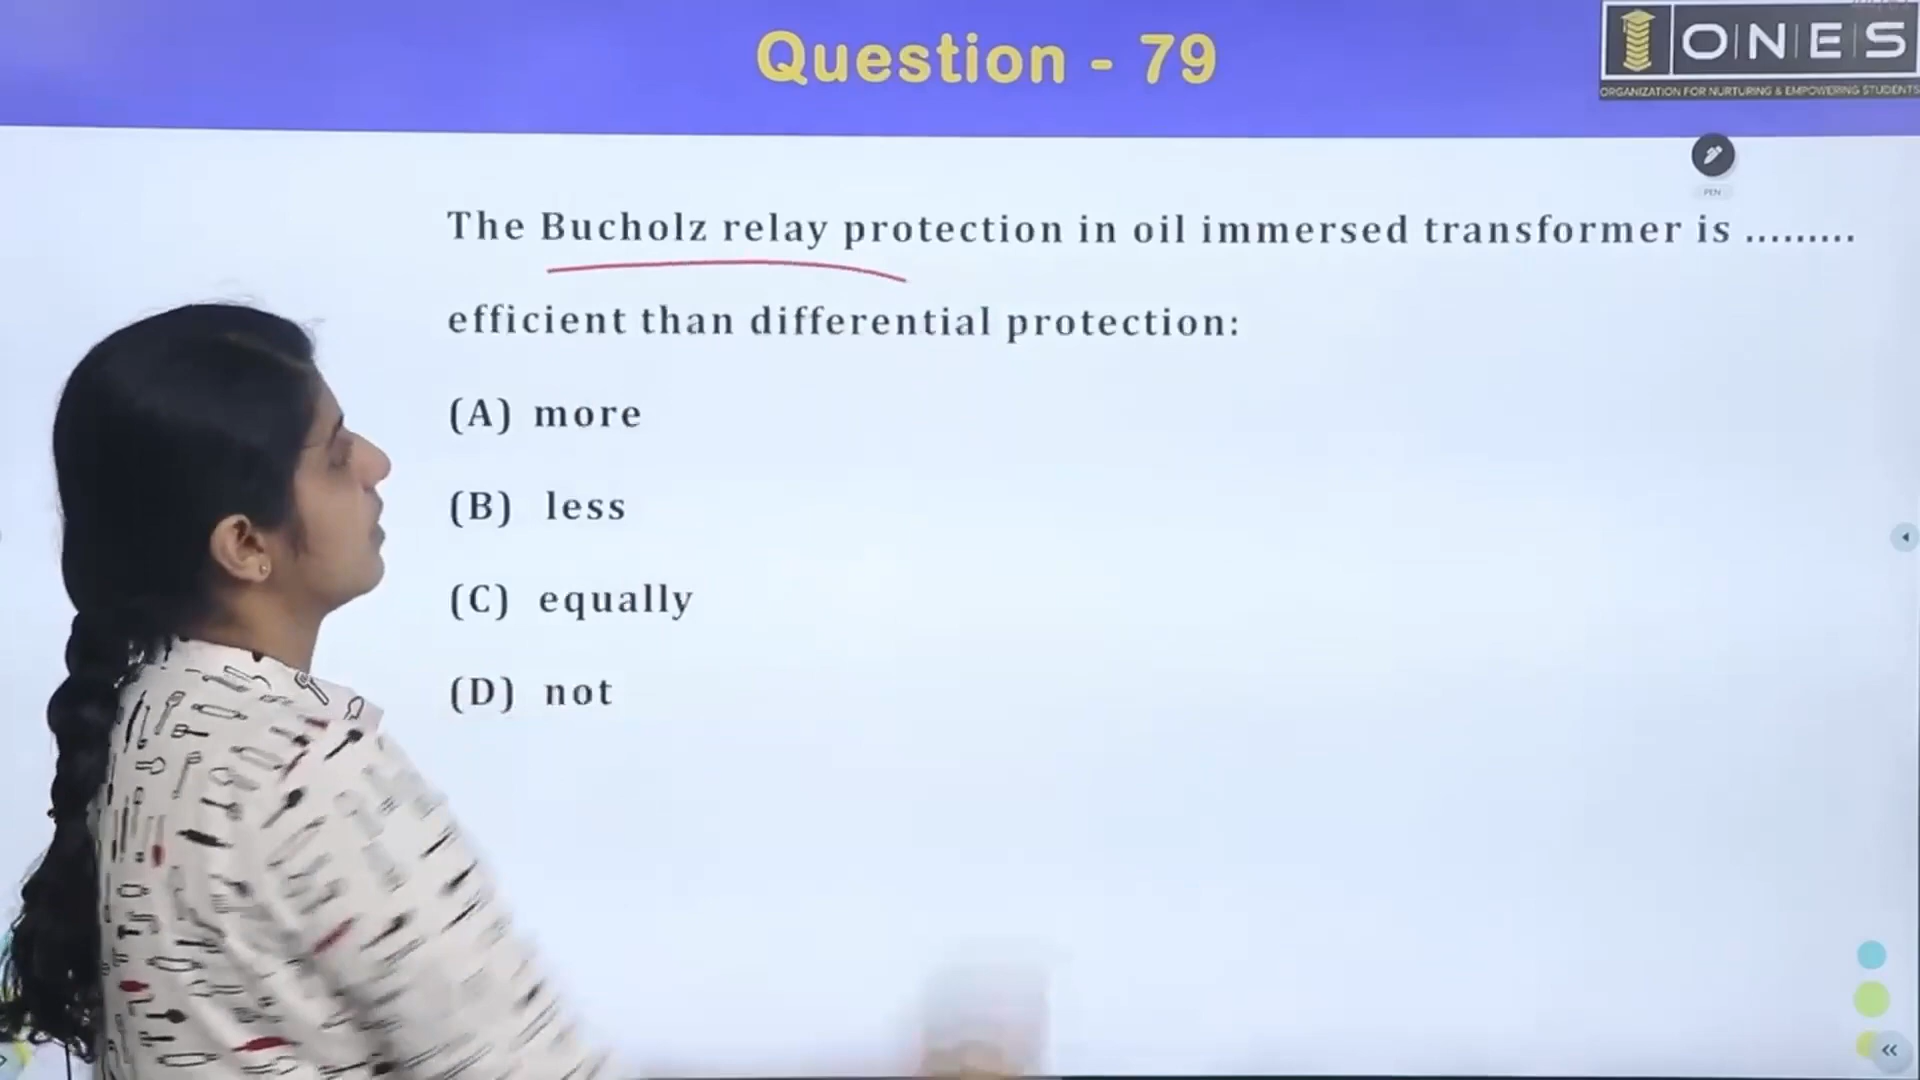 Question - 79
ONES
ORGANIZATION FOR NURTURING & EMPOWERING STUDENTS
PEN
The Bucholz relay protection in oil immersed transformer is .........
efficient than differential protection:
(A) more
(B) less
(C) equally
(D) not